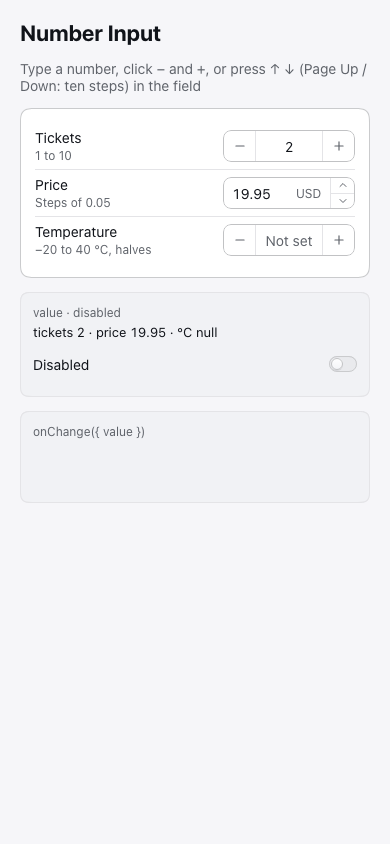 Number Input
Type a number, click − and +, or press ↑ ↓ (Page Up /
Down: ten steps) in the field
Tickets
1 to 10
− 2 +
Price
Steps of 0.05
19.95 USD
Temperature
−20 to 40 °C, halves
− Not set +
value · disabled
tickets 2 · price 19.95 · °C null
Disabled
onChange({ value })